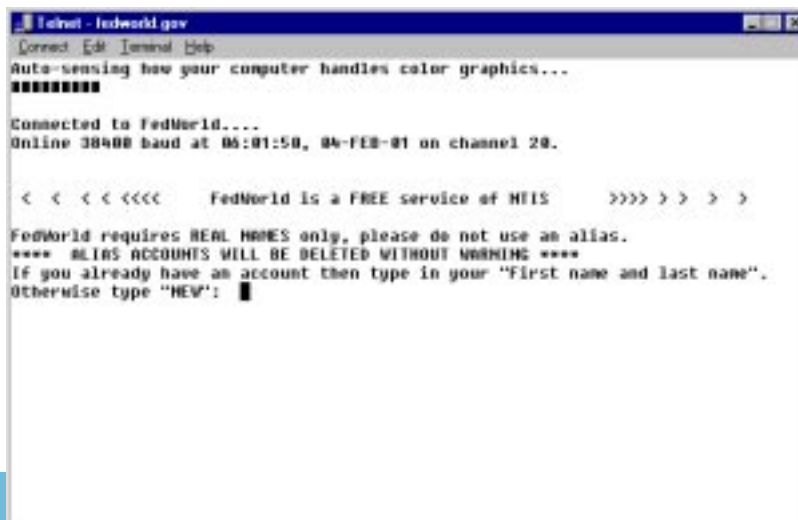 Telnet - fedworld.gov
Connect Edit Terminal Help
Auto-sensing how your computer handles color graphics...
Connected to FedWorld....
Online 38400 baud at 06:01:50, 04-FEB-01 on channel 20.
< < < < <<<< FedWorld is a FREE service of NTIS >>>> > > > >
FedWorld requires REAL NAMES only, please do not use an alias.
**** ALIAS ACCOUNTS WILL BE DELETED WITHOUT WARNING ****
If you already have an account then type in your "First name and last name".
Otherwise type "NEW":